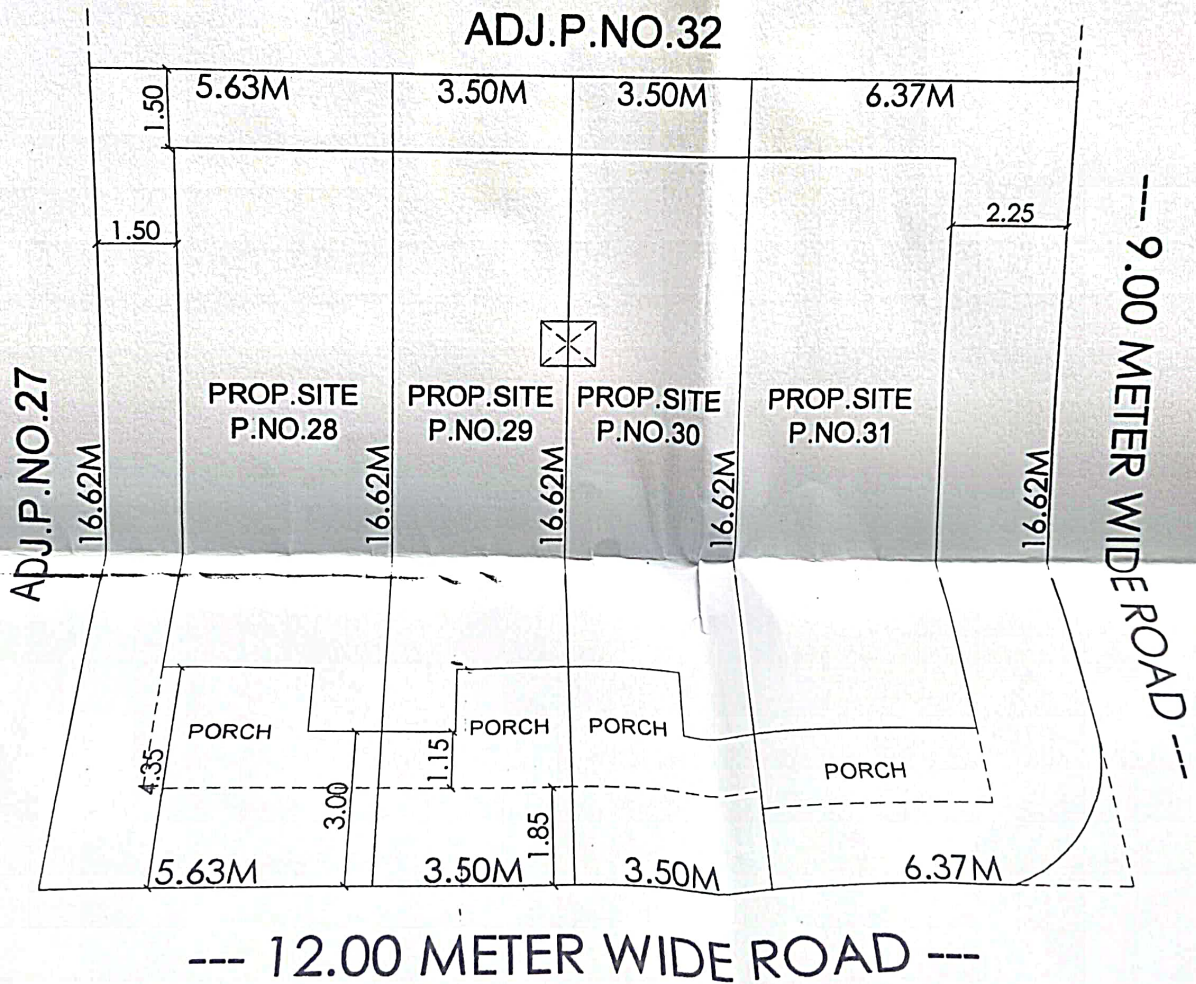 ADJ.P.NO.32
5.63M 3.50M 3.50M 6.37M
1.50
1.50
2.25
--- 9.00 METER WIDE ROAD ---
ADJ.P.NO.27
PROP.SITE
P.NO.28
PROP.SITE
P.NO.29
PROP.SITE
P.NO.30
PROP.SITE
P.NO.31
16.62M
16.62M
16.62M
16.62M
16.62M
PORCH
PORCH
PORCH
PORCH
4.35
3.00
1.15
1.85
5.63M 3.50M 3.50M 6.37M
--- 12.00 METER WIDE ROAD ---